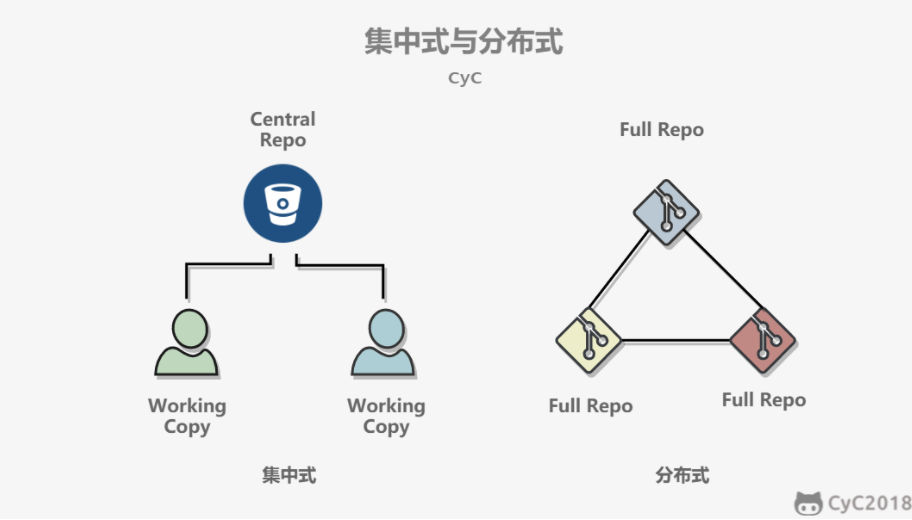 集中式与分布式
CyC
Central
Repo
Working
Copy
Working
Copy
集中式
Full Repo
Full Repo
Full Repo
分布式
CyC2018